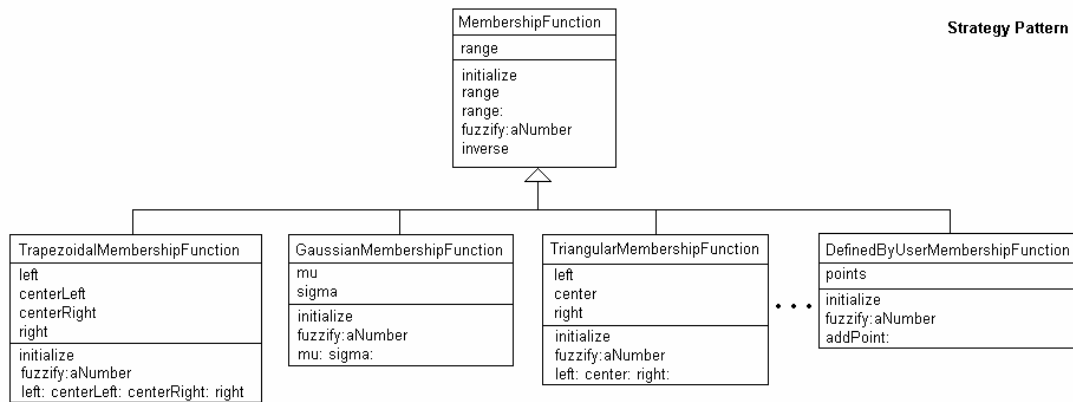 MembershipFunction
Strategy Pattern
range
initialize
range
range:
fuzzify:aNumber
inverse
TrapezoidalMembershipFunction
left
centerLeft
centerRight
right
initialize
fuzzify:aNumber
left: centerLeft: centerRight: right
GaussianMembershipFunction
mu
sigma
initialize
fuzzify:aNumber
mu: sigma:
TriangularMembershipFunction
left
center
right
initialize
fuzzify:aNumber
left: center: right:
...
DefinedByUserMembershipFunction
points
initialize
fuzzify:aNumber
addPoint: